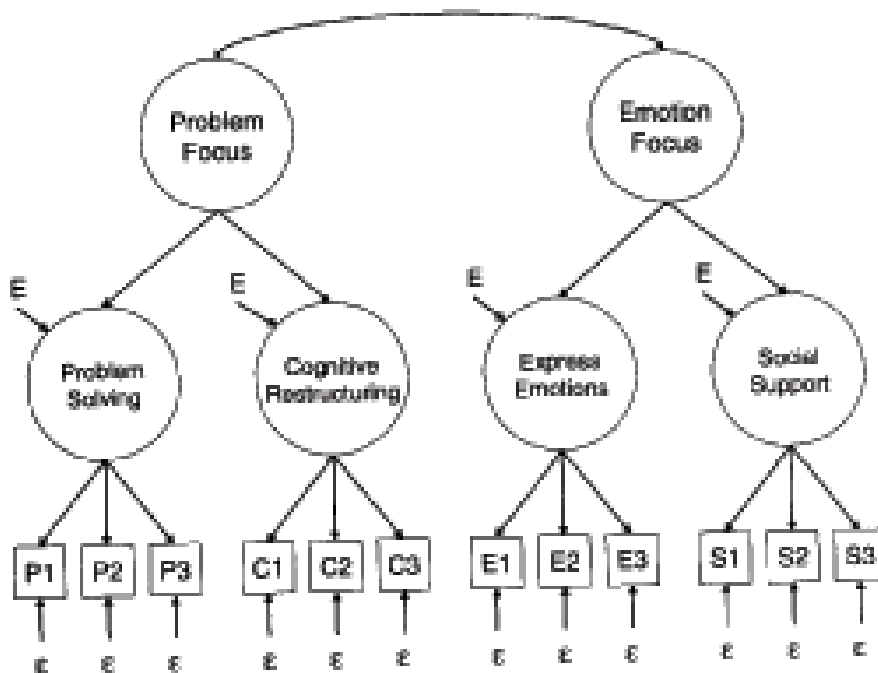 Problem
Focus
Emotion
Focus
E
E
E
E
Problem
Solving
Cognitive
Restructuring
Express
Emotions
Social
Support
P1 P2 P3 C1 C2 C3 E1 E2 E3 S1 S2 S3
ε ε ε ε ε ε ε ε ε ε ε ε